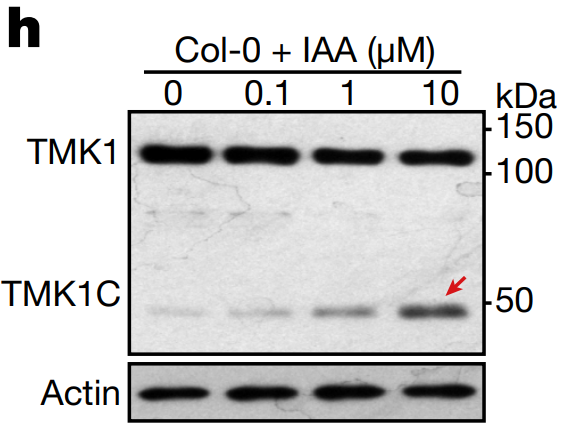 h
Col-0 + IAA (μM)
0 0.1 1 10 kDa
150
TMK1
100
TMK1C
50
Actin